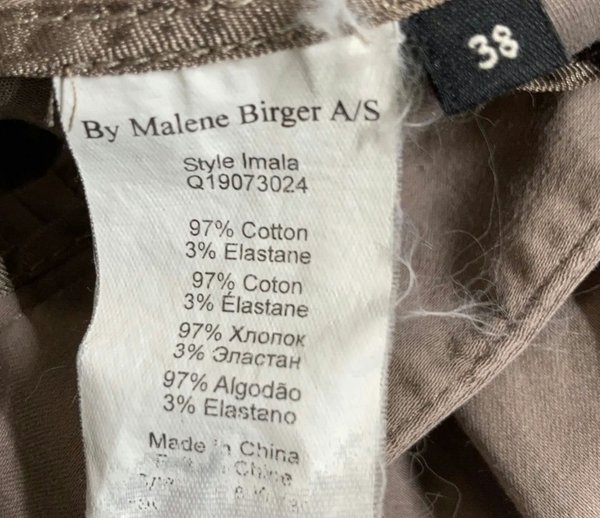 38
By Malene Birger A/S
Style Imala
Q19073024
97% Cotton
3% Elastane
97% Coton
3% Élastane
97% Хлопок
3% Эластан
97% Algodão
3% Elastano
Made in China